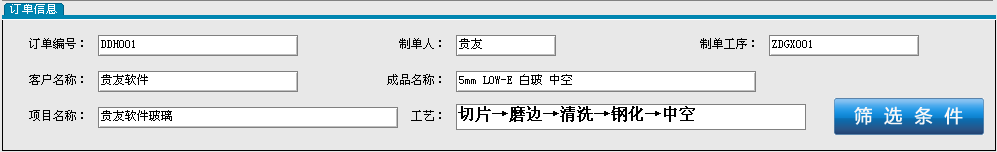 订单信息
订单编号： DDH001 制单人： 贵友 制单工序： ZDGX001
客户名称： 贵友软件 成品名称： 5mm LOW-E 白玻 中空
项目名称： 贵友软件玻璃 工艺： 切片→磨边→清洗→钢化→中空 筛选条件